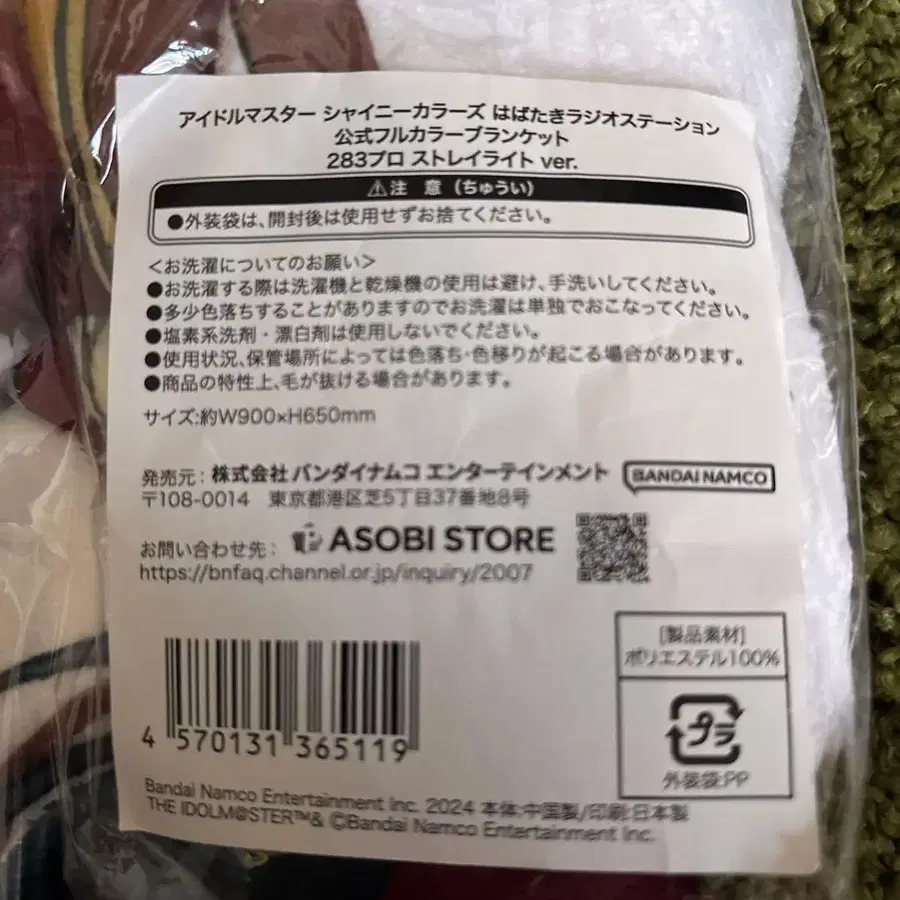 アイドルマスター シャイニーカラーズ はばたきラジオステーション
公式フルカラーブランケット
283プロ ストレイライト ver.
⚠注 意 (ちゅうい)
●外装袋は、開封後は使用せずお捨てください。
<お洗濯についてのお願い>
●お洗濯する際は洗濯機と乾燥機の使用は避け、手洗いしてください。
●多少色落ちすることがありますのでお洗濯は単独でおこなってください。
●塩素系洗剤・漂白剤は使用しないでください。
●使用状況、保管場所によっては色落ち・色移りが起こる場合があります。
●商品の特性上、毛が抜ける場合があります。
サイズ:約W900×H650mm
発売元:株式会社 バンダイナムコ エンターテインメント BANDAI NAMCO
〒108-0014 東京都港区芝5丁目37番地8号
お問い合わせ先: ASOBI STORE
https://bnfaq.channel.or.jp/inquiry/2007
[製品素材]
ポリエステル100%
プラ
外装袋:PP
4 570131 365119
Bandai Namco Entertainment Inc. 2024 本体:中国製/印刷:日本製
THE IDOLM@STER™& ©Bandai Namco Entertainment Inc.